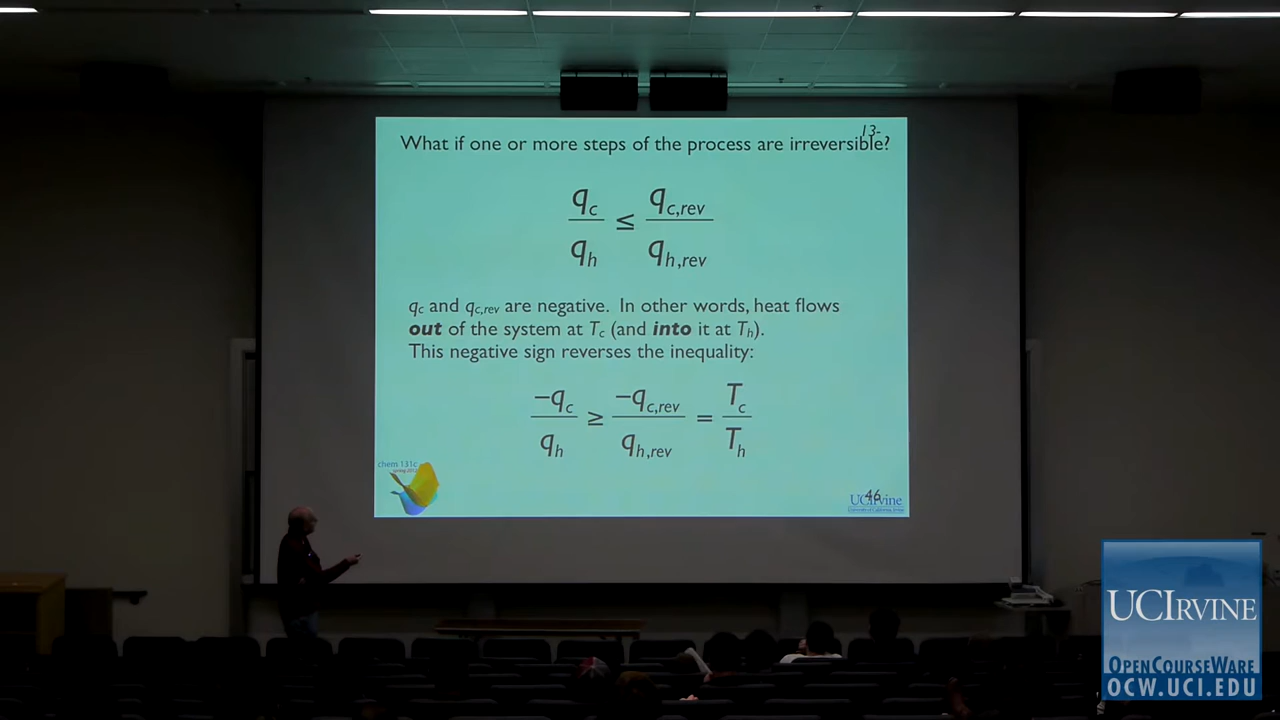 13-
What if one or more steps of the process are irreversible?
q_c / q_h ≤ q_c,rev / q_h,rev
q_c and q_c,rev are negative. In other words, heat flows
out of the system at T_c (and into it at T_h).
This negative sign reverses the inequality:
−q_c / q_h ≥ −q_c,rev / q_h,rev = T_c / T_h
chem 131c
46
UCIrvine
UCIRVINE
OPENCOURSEWARE
OCW.UCI.EDU